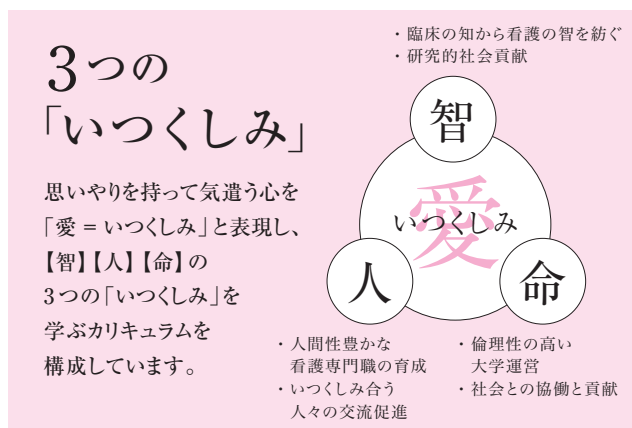 3つの
「いつくしみ」
思いやりを持って気遣う心を
「愛 = いつくしみ」と表現し、
【智】【人】【命】の
3つの「いつくしみ」を
学ぶカリキュラムを
構成しています。
・臨床の知から看護の智を紡ぐ
・研究的社会貢献
智
愛
いつくしみ
人
命
・人間性豊かな
看護専門職の育成
・いつくしみ合う
人々の交流促進
・倫理性の高い
大学運営
・社会との協働と貢献